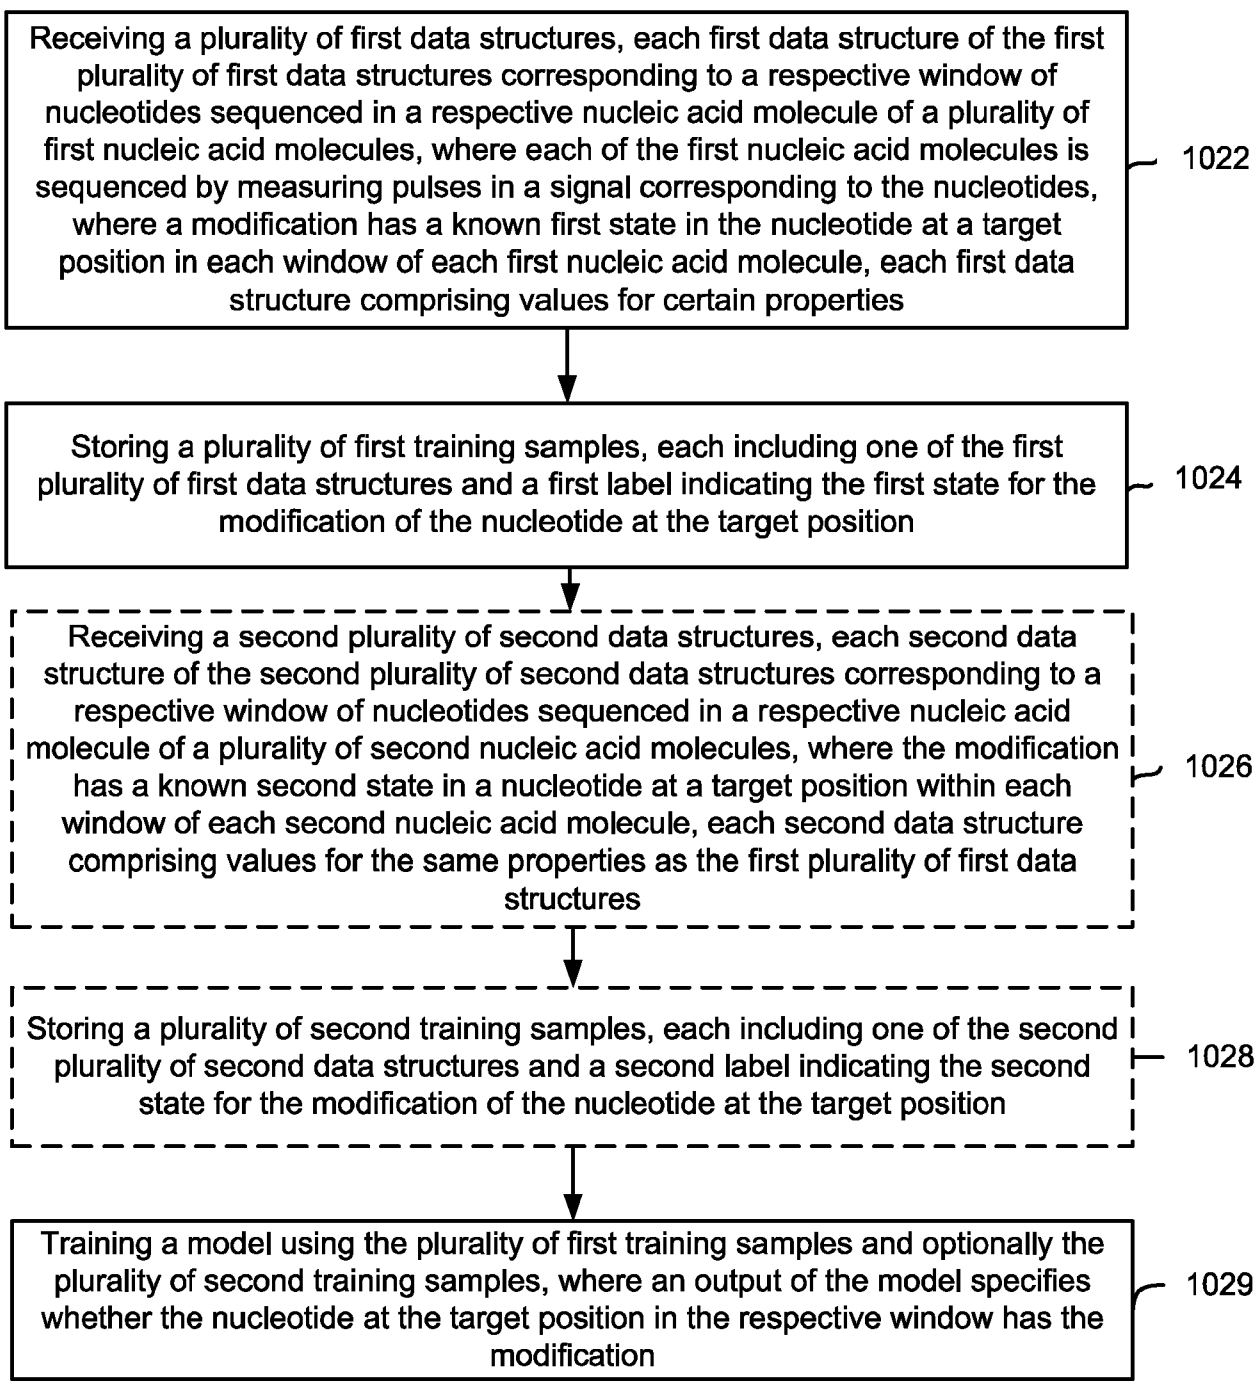 Receiving a plurality of first data structures, each first data structure of the first
plurality of first data structures corresponding to a respective window of
nucleotides sequenced in a respective nucleic acid molecule of a plurality of
first nucleic acid molecules, where each of the first nucleic acid molecules is
sequenced by measuring pulses in a signal corresponding to the nucleotides,
where a modification has a known first state in the nucleotide at a target
position in each window of each first nucleic acid molecule, each first data
structure comprising values for certain properties
1022
Storing a plurality of first training samples, each including one of the first
plurality of first data structures and a first label indicating the first state for the
modification of the nucleotide at the target position
1024
Receiving a second plurality of second data structures, each second data
structure of the second plurality of second data structures corresponding to a
respective window of nucleotides sequenced in a respective nucleic acid
molecule of a plurality of second nucleic acid molecules, where the modification
has a known second state in a nucleotide at a target position within each
window of each second nucleic acid molecule, each second data structure
comprising values for the same properties as the first plurality of first data
structures
1026
Storing a plurality of second training samples, each including one of the second
plurality of second data structures and a second label indicating the second
state for the modification of the nucleotide at the target position
1028
Training a model using the plurality of first training samples and optionally the
plurality of second training samples, where an output of the model specifies
whether the nucleotide at the target position in the respective window has the
modification
1029